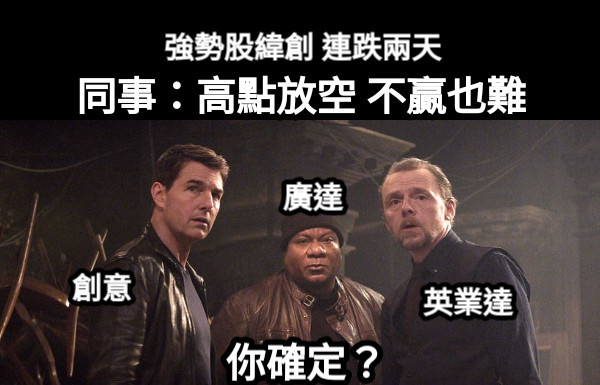 強勢股緯創 連跌兩天
同事：高點放空 不贏也難
廣達
創意
英業達
你確定？